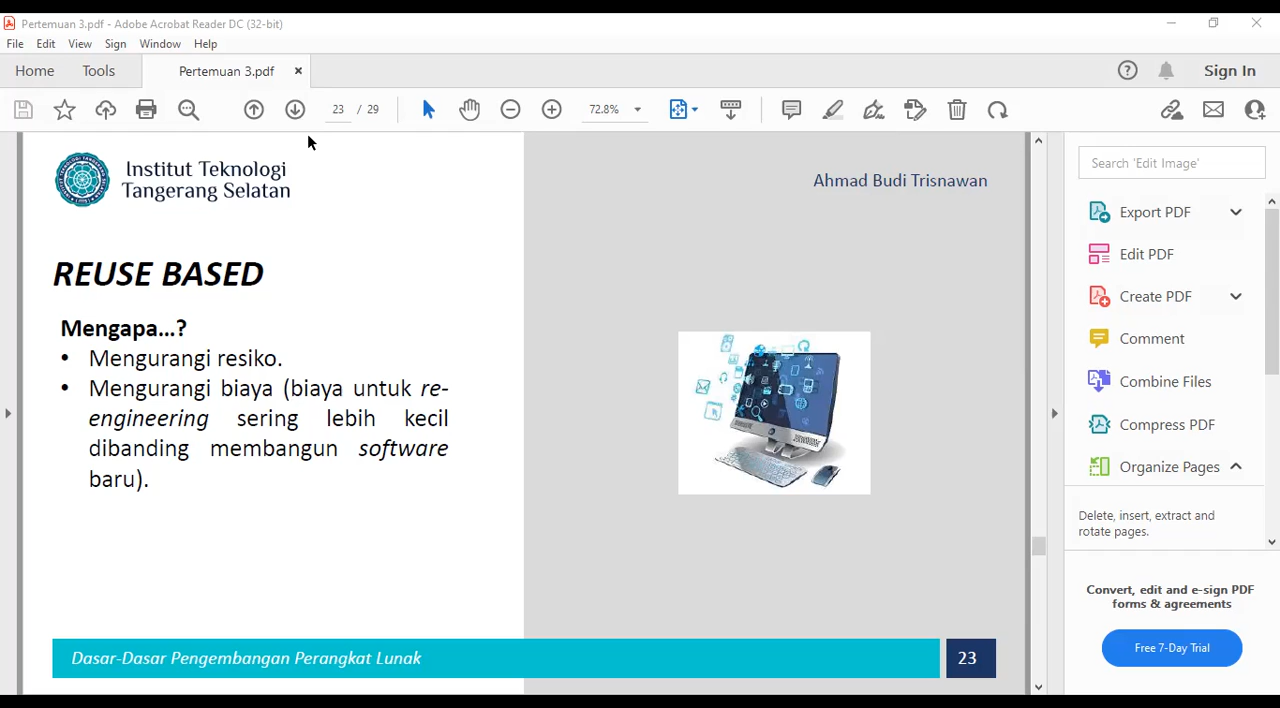 Pertemuan 3.pdf - Adobe Acrobat Reader DC (32-bit)
File Edit View Sign Window Help
Home Tools Pertemuan 3.pdf × Sign In
23 / 29 72.8%
Institut Teknologi
Tangerang Selatan
Ahmad Budi Trisnawan
REUSE BASED
Mengapa...?
• Mengurangi resiko.
• Mengurangi biaya (biaya untuk re-
engineering sering lebih kecil
dibanding membangun software
baru).
Dasar-Dasar Pengembangan Perangkat Lunak 23
Search 'Edit Image'
Export PDF
Edit PDF
Create PDF
Comment
Combine Files
Compress PDF
Organize Pages
Delete, insert, extract and
rotate pages.
Convert, edit and e-sign PDF
forms & agreements
Free 7-Day Trial